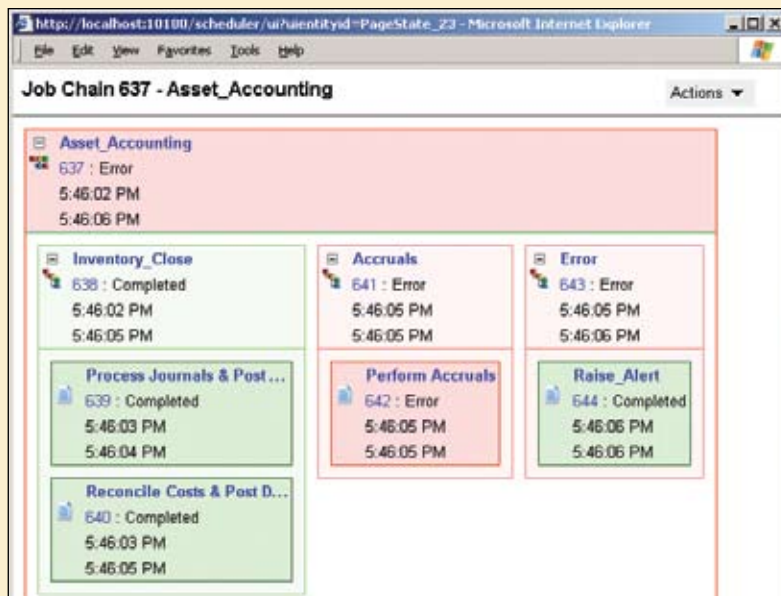 http://localhost:10100/scheduler/ui?uientityid=PageState_23 - Microsoft Internet Explorer
File Edit View Favorites Tools Help
Job Chain 637 - Asset_Accounting
Actions
Asset_Accounting
637 : Error
5:46:02 PM
5:46:06 PM
Inventory_Close
638 : Completed
5:46:02 PM
5:46:05 PM
Process Journals & Post ...
639 : Completed
5:46:03 PM
5:46:04 PM
Reconcile Costs & Post D...
640 : Completed
5:46:03 PM
5:46:05 PM
Accruals
641 : Error
5:46:05 PM
5:46:05 PM
Perform Accruals
642 : Error
5:46:05 PM
5:46:05 PM
Error
643 : Error
5:46:05 PM
5:46:06 PM
Raise_Alert
644 : Completed
5:46:06 PM
5:46:06 PM